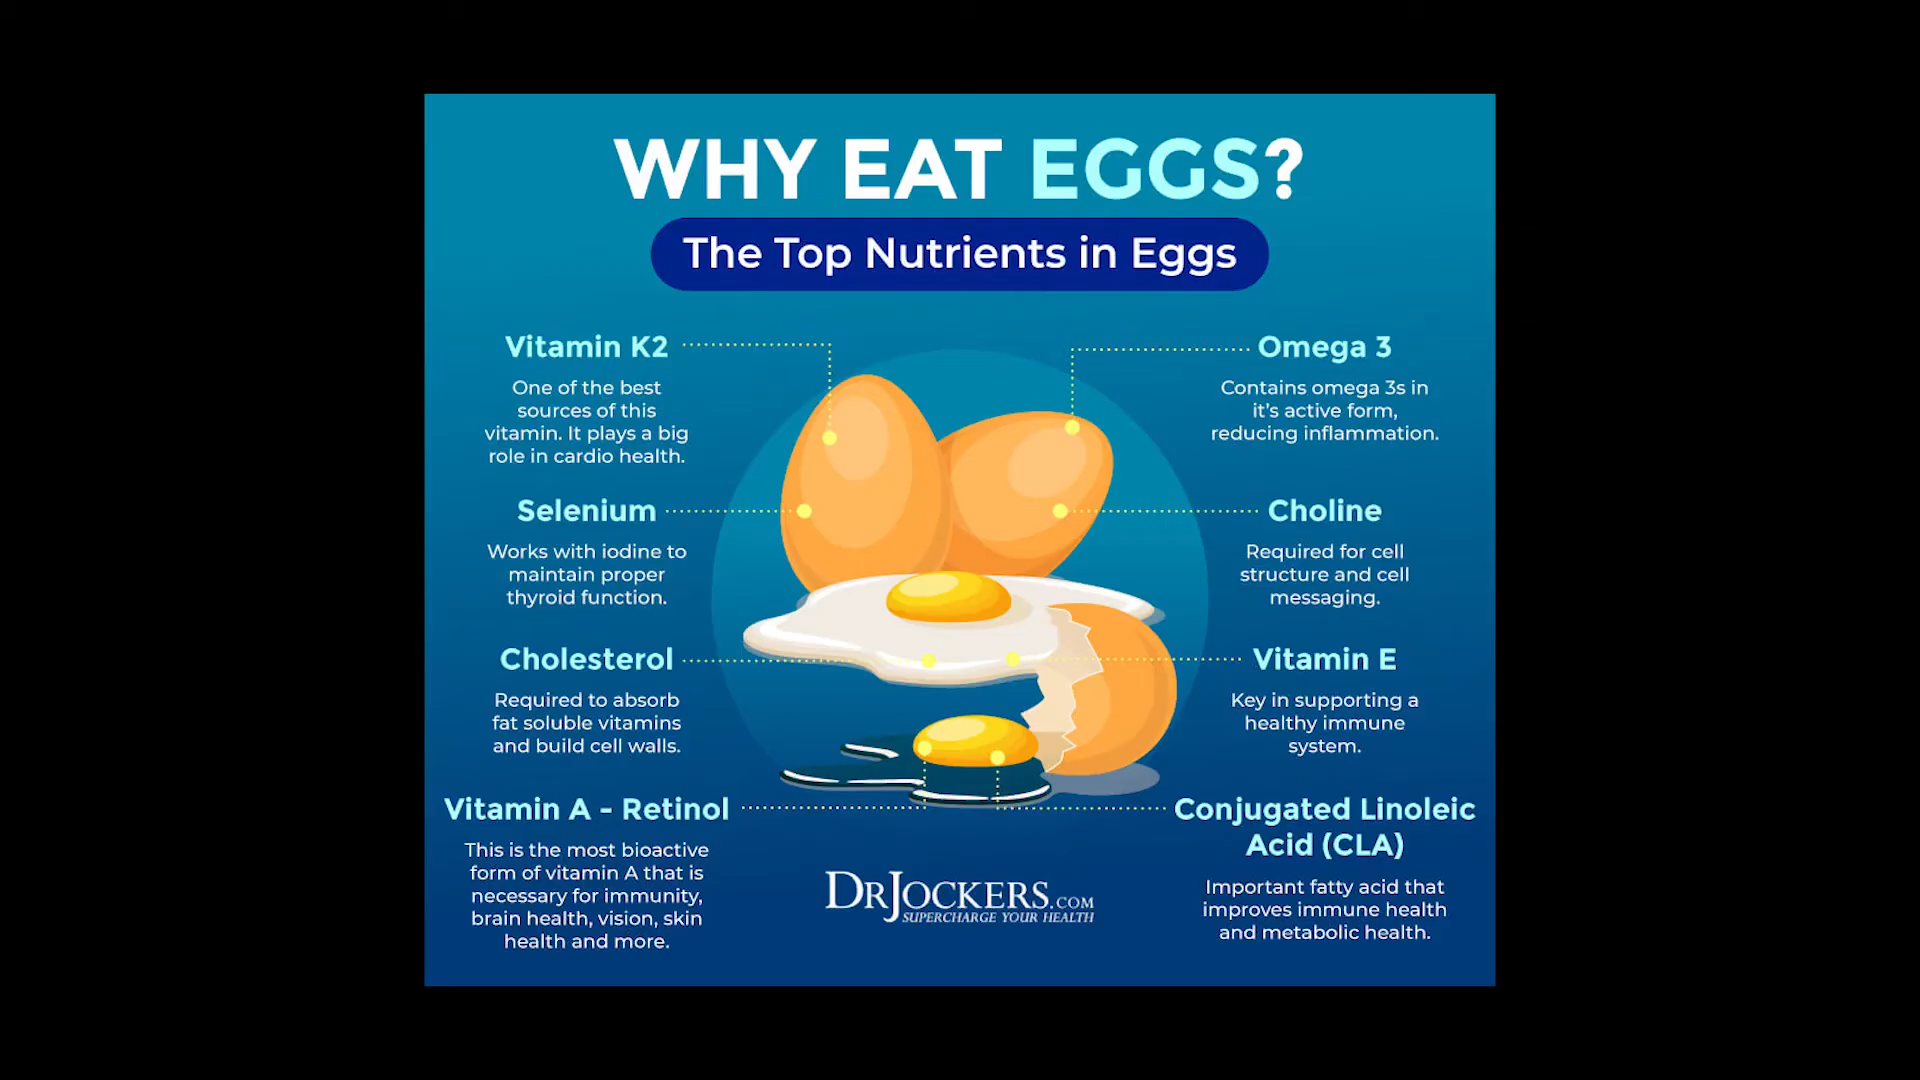 WHY EAT EGGS?
The Top Nutrients in Eggs
Vitamin K2
One of the best
sources of this
vitamin. It plays a big
role in cardio health.
Selenium
Works with iodine to
maintain proper
thyroid function.
Cholesterol
Required to absorb
fat soluble vitamins
and build cell walls.
Vitamin A - Retinol
This is the most bioactive
form of vitamin A that is
necessary for immunity,
brain health, vision, skin
health and more.
Omega 3
Contains omega 3s in
it's active form,
reducing inflammation.
Choline
Required for cell
structure and cell
messaging.
Vitamin E
Key in supporting a
healthy immune
system.
Conjugated Linoleic
Acid (CLA)
Important fatty acid that
improves immune health
and metabolic health.
DRJOCKERS.COM
SUPERCHARGE YOUR HEALTH